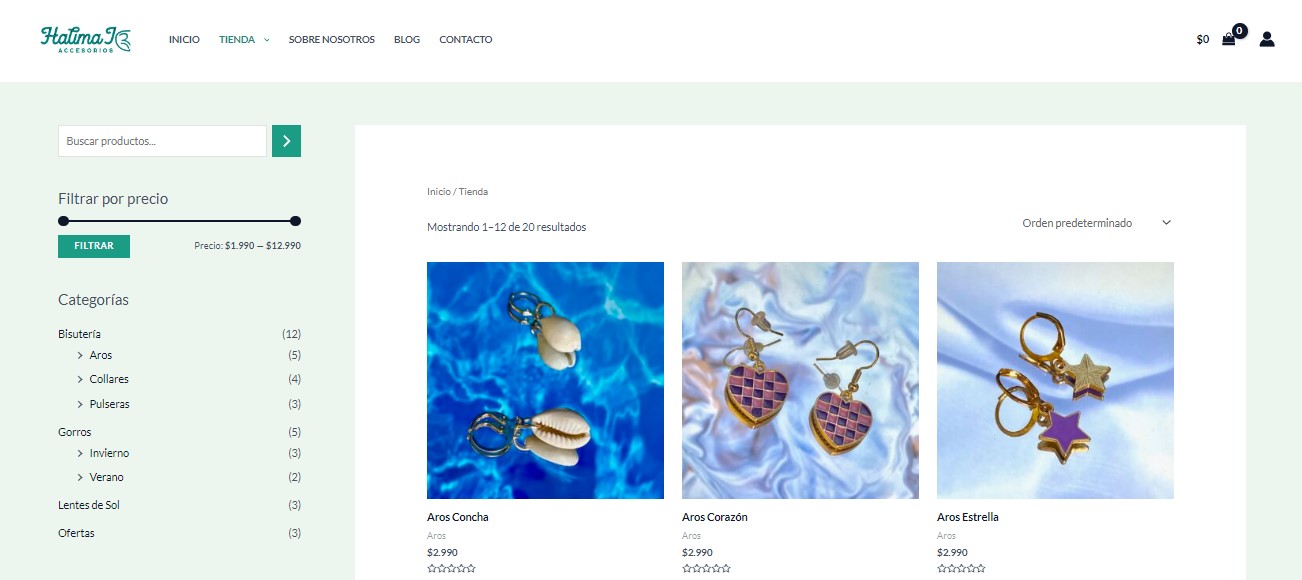 Halima J
ACCESORIOS
INICIO
TIENDA
SOBRE NOSOTROS
BLOG
CONTACTO
$0
0
Buscar productos...
Filtrar por precio
FILTRAR
Precio: $1.990 — $12.990
Categorías
Bisutería (12)
Aros (5)
Collares (4)
Pulseras (3)
Gorros (5)
Invierno (3)
Verano (2)
Lentes de Sol (3)
Ofertas (3)
Inicio / Tienda
Mostrando 1–12 de 20 resultados
Orden predeterminado
Aros Concha
Aros
$2.990
Aros Corazón
Aros
$2.990
Aros Estrella
Aros
$2.990